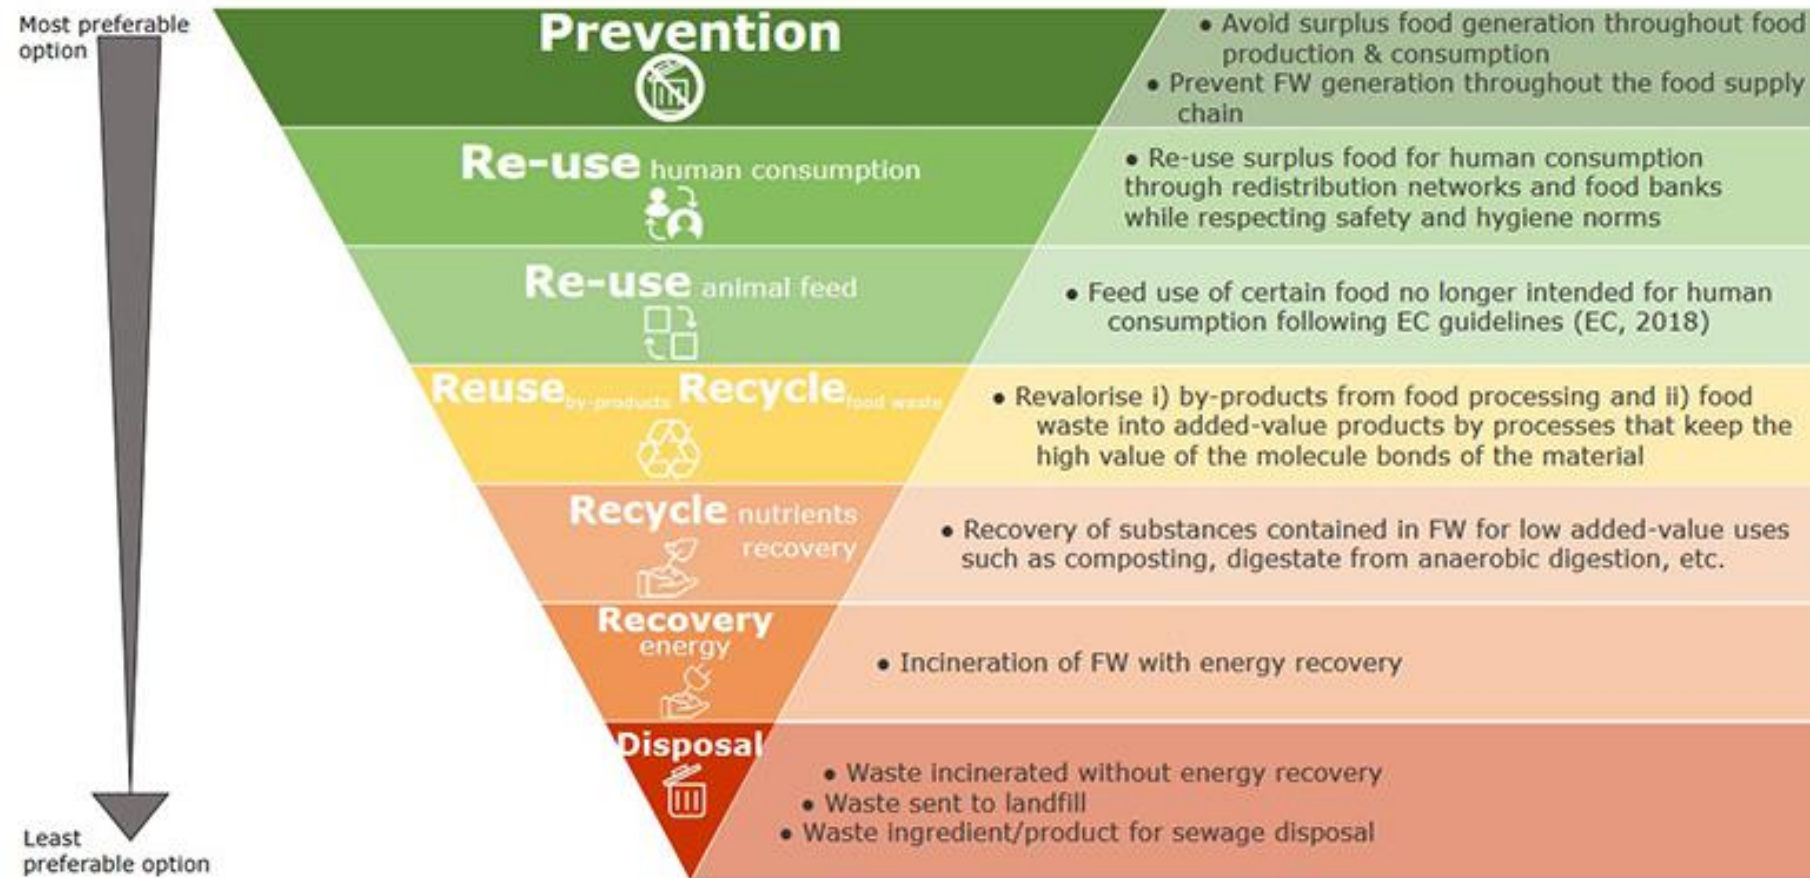 Most preferable
option
Prevention
• Avoid surplus food generation throughout food
production & consumption
• Prevent FW generation throughout the food supply
chain
Re-use human consumption
• Re-use surplus food for human consumption
through redistribution networks and food banks
while respecting safety and hygiene norms
Re-use animal feed
• Feed use of certain food no longer intended for human
consumption following EC guidelines (EC, 2018)
Reuse by-products Recycle food waste
• Revalorise i) by-products from food processing and ii) food
waste into added-value products by processes that keep the
high value of the molecule bonds of the material
Recycle nutrients
recovery
• Recovery of substances contained in FW for low added-value uses
such as composting, digestate from anaerobic digestion, etc.
Recovery
energy
• Incineration of FW with energy recovery
Disposal
• Waste incinerated without energy recovery
• Waste sent to landfill
• Waste ingredient/product for sewage disposal
Least
preferable option